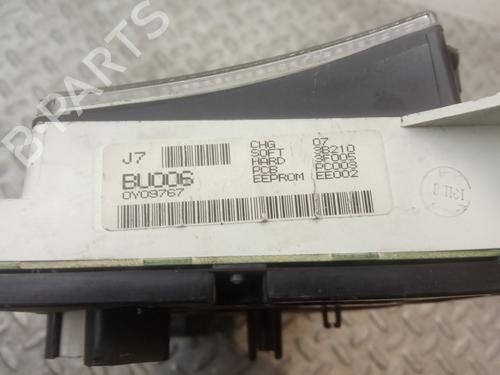 B-PARTS
J7
BU006
0Y09767
CHG 07
SOFT 3B210
HARD 3F005
PCB PC003
EEPROM EE002